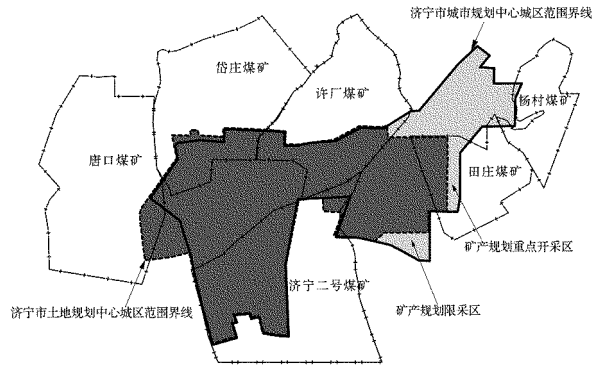 济宁市城市规划中心城区范围界线
岱庄煤矿
许厂煤矿
杨村煤矿
唐口煤矿
田庄煤矿
矿产规划重点开采区
济宁二号煤矿
济宁市土地规划中心城区范围界线
矿产规划限采区